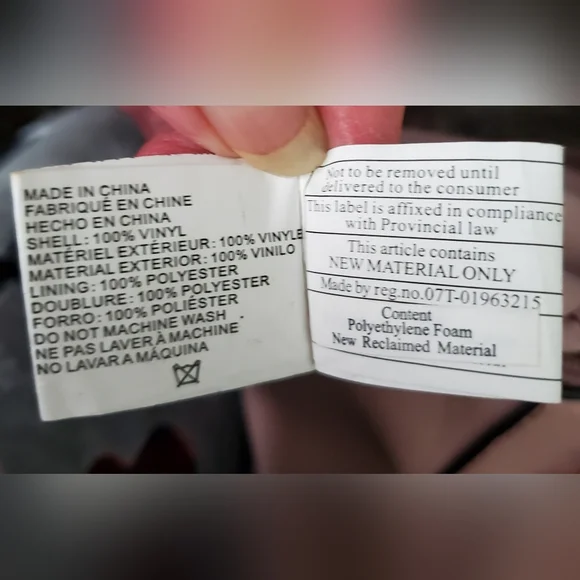 MADE IN CHINA
FABRIQUÉ EN CHINE
HECHO EN CHINA
SHELL: 100% VINYL
MATÉRIEL EXTÉRIEUR: 100% VINYLE
MATERIAL EXTERIOR: 100% VINILO
LINING: 100% POLYESTER
DOUBLURE: 100% POLYESTER
FORRO: 100% POLIÉSTER
DO NOT MACHINE WASH
NE PAS LAVER À MACHINE
NO LAVAR A MÁQUINA
Not to be removed until
delivered to the consumer
This label is affixed in compliance
with Provincial law
This article contains
NEW MATERIAL ONLY
Made by reg.no.07T-01963215
Content
Polyethylene Foam
New Reclaimed Material